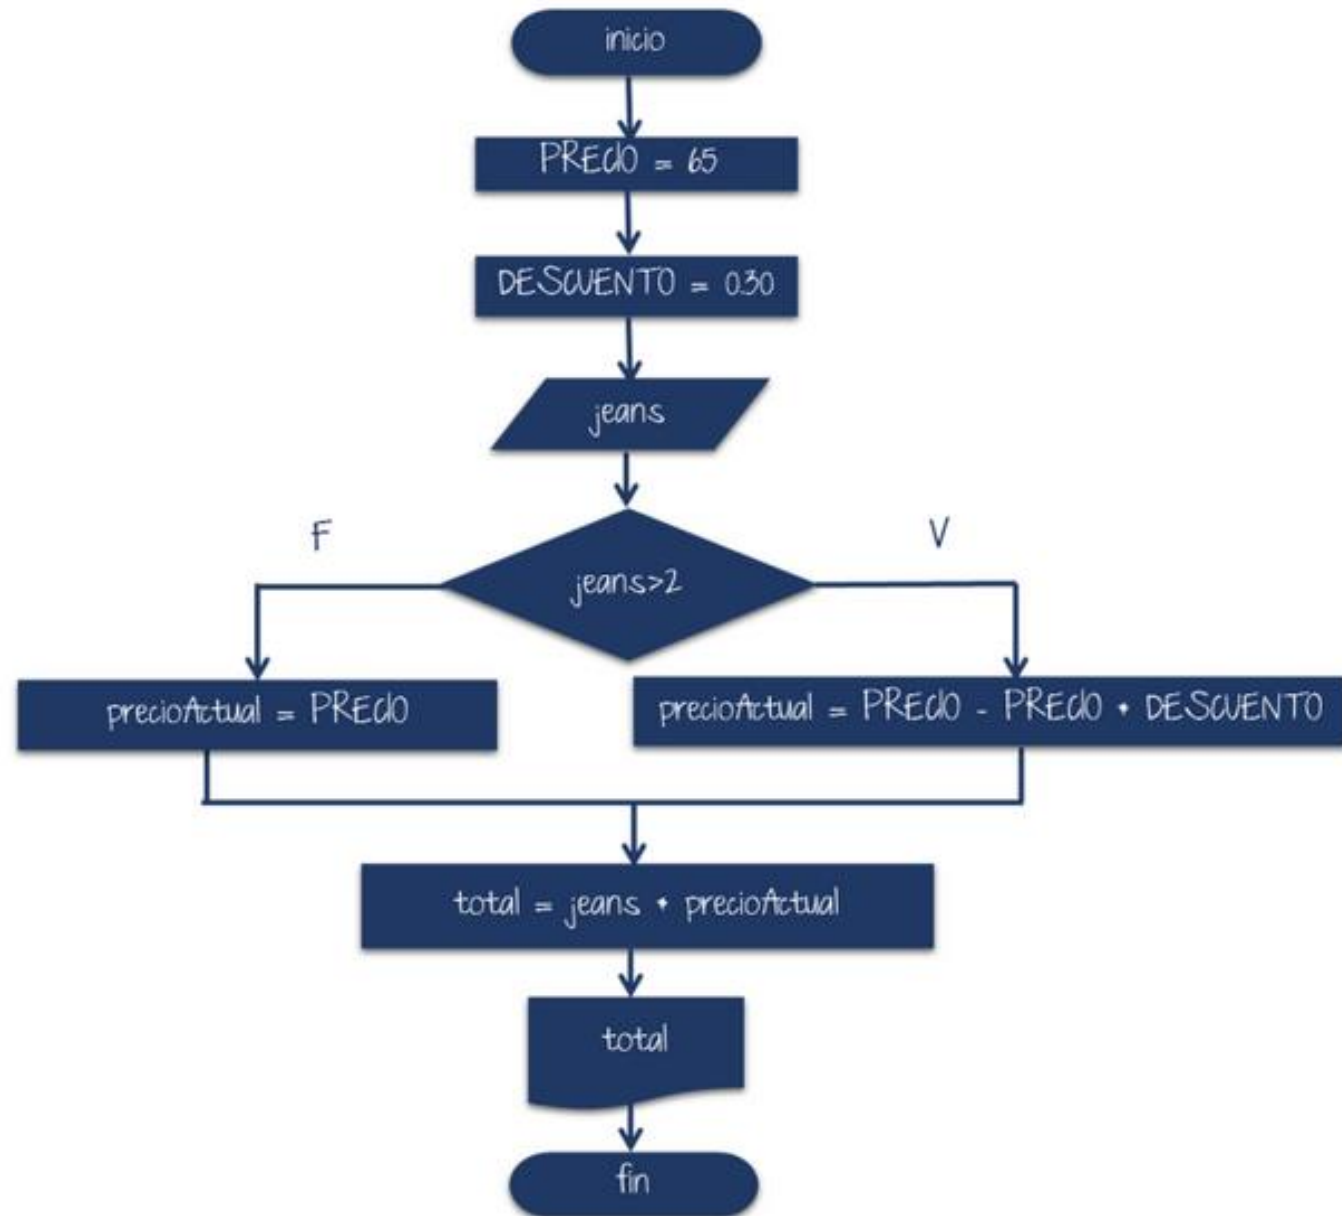 inicio
PRECIO = 65
DESCUENTO = 0.30
jeans
F
V
jeans>2
precioActual = PRECIO
precioActual = PRECIO - PRECIO * DESCUENTO
total = jeans * precioActual
total
fin